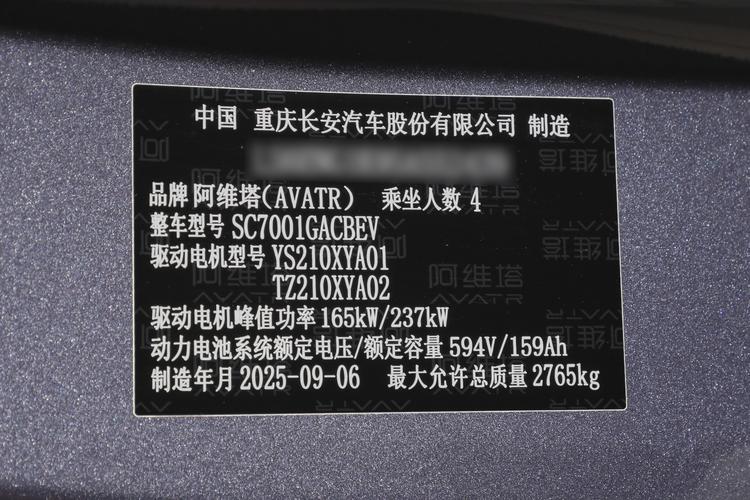 中国 重庆长安汽车股份有限公司 制造
品牌 阿维塔(AVATR) 乘坐人数 4
整车型号 SC7001GACBEV
驱动电机型号 YS210XYA01
TZ210XYA02
驱动电机峰值功率 165kW/237kW
动力电池系统额定电压/额定容量 594V/159Ah
制造年月 2025-09-06 最大允许总质量 2765kg